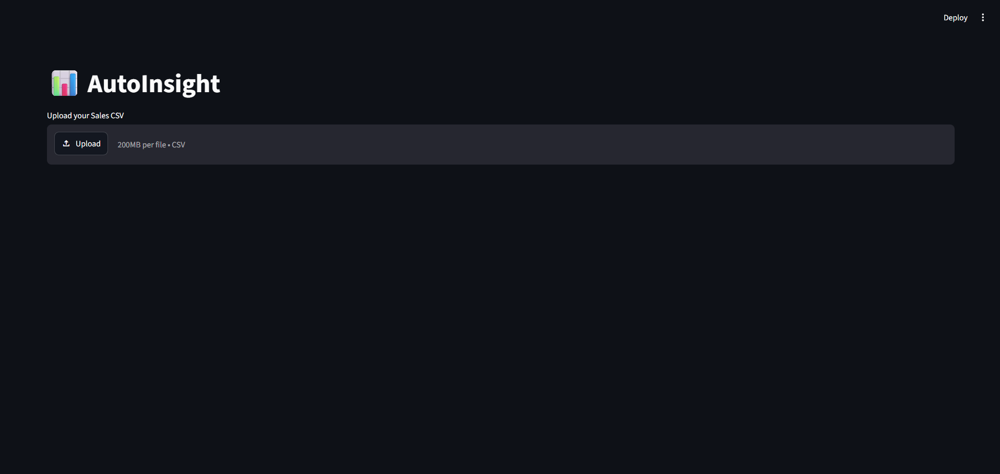 Deploy
AutoInsight
Upload your Sales CSV
Upload
200MB per file • CSV